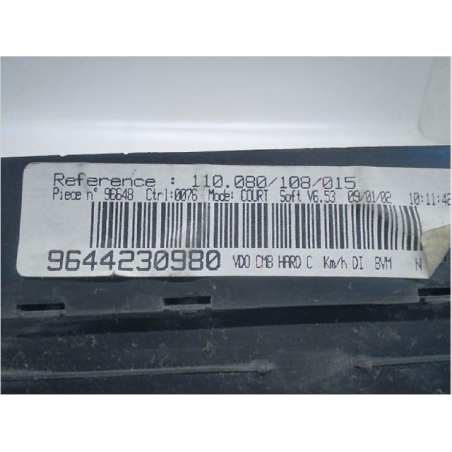 Reference : 110.080/108/015
Piece n° 96648 Ctrl:0076 Mode: COURT Soft V6.53 09/01/02 10:11:42
9644230980 VDO CMB HARD C Km/h DI BVM N